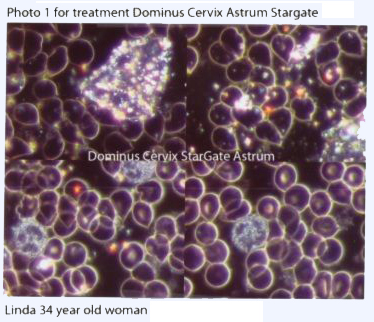 Photo 1 for treatment Dominus Cervix Astrum Stargate
Dominus Cervix StarGate Astrum
Linda 34 year old woman